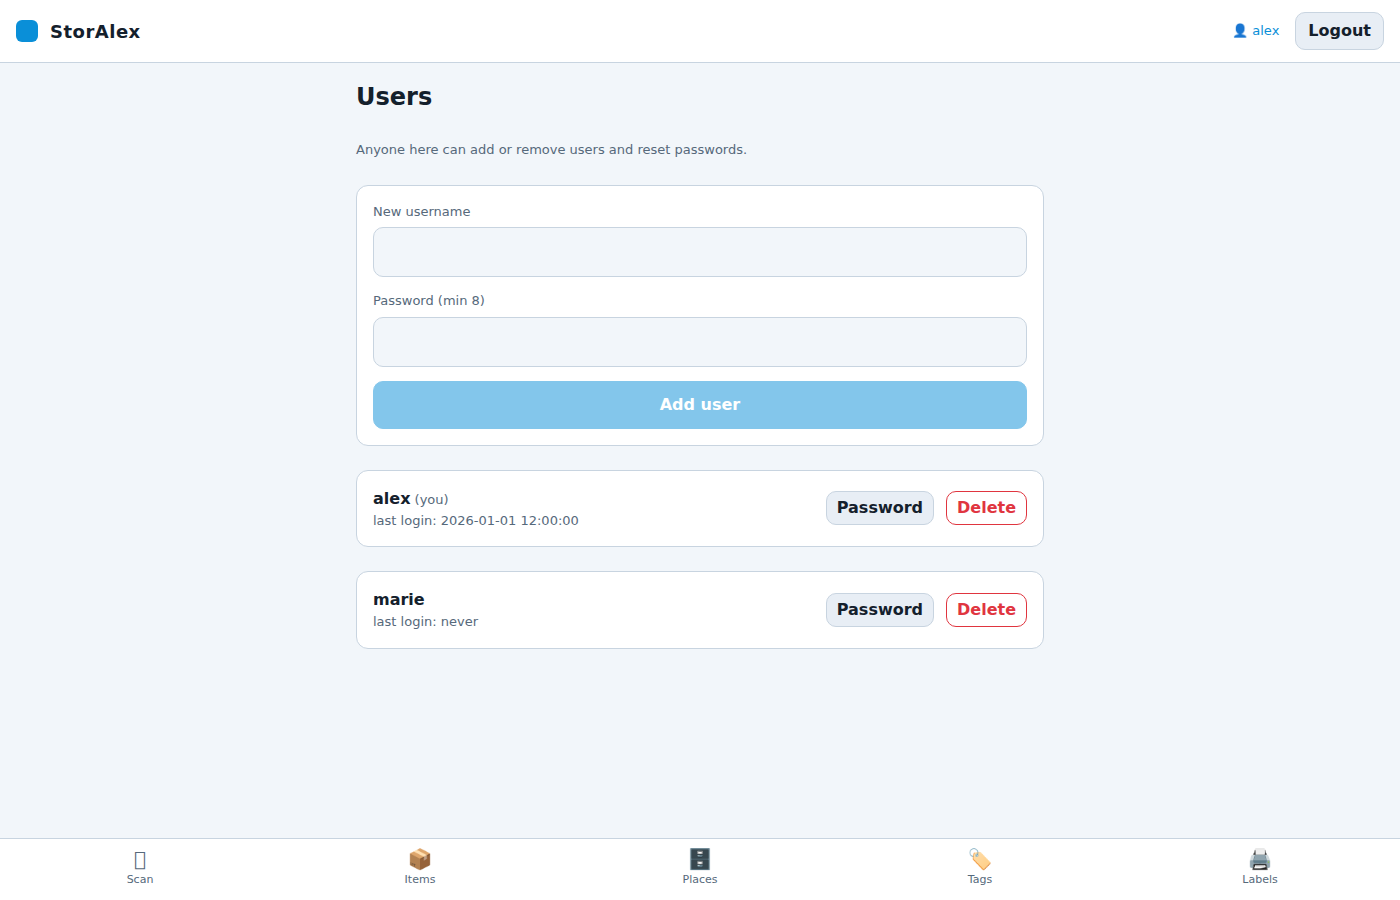 StorAlex
👤 alex
Logout
Users
Anyone here can add or remove users and reset passwords.
New username
Password (min 8)
Add user
alex (you)
last login: 2026-01-01 12:00:00
Password
Delete
marie
last login: never
Password
Delete
Scan
Items
Places
Tags
Labels